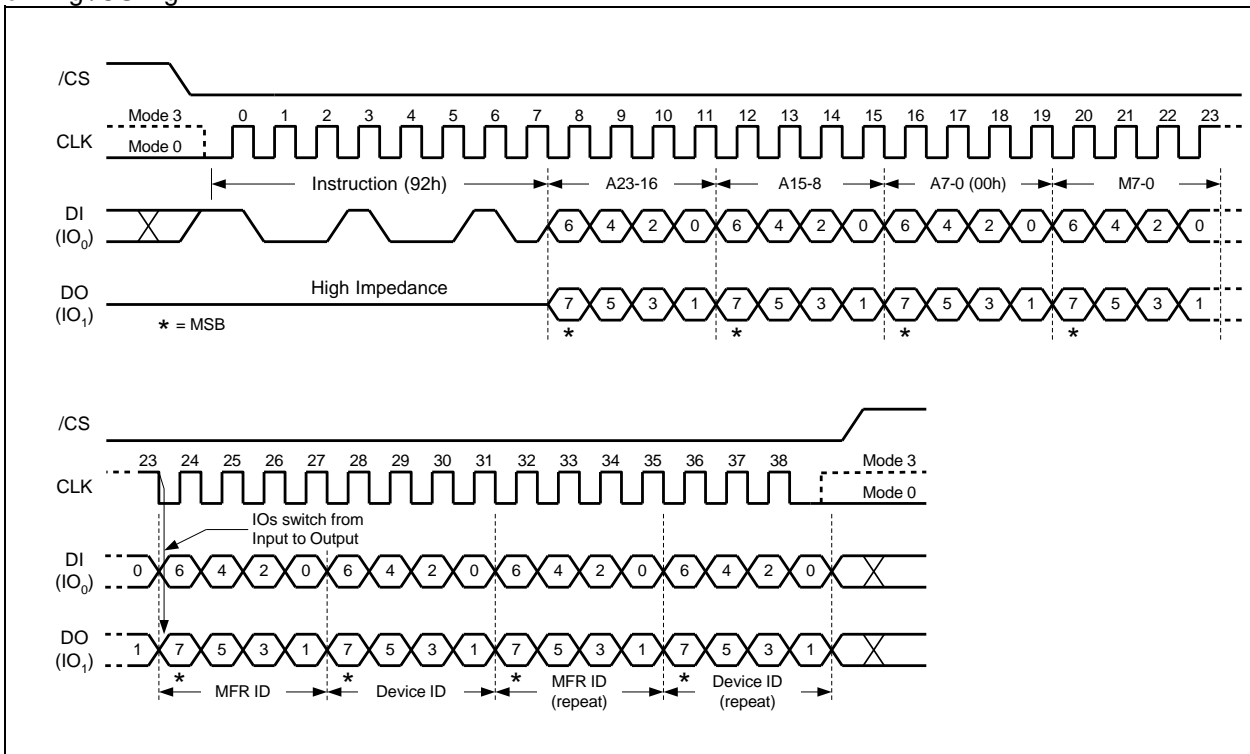 /CS
Mode 3 0 1 2 3 4 5 6 7 8 9 10 11 12 13 14 15 16 17 18 19 20 21 22 23
CLK
Mode 0
Instruction (92h) A23-16 A15-8 A7-0 (00h) M7-0
DI
(IO0)
6 4 2 0 6 4 2 0 6 4 2 0 6 4 2 0
High Impedance
DO
(IO1)
7 5 3 1 7 5 3 1 7 5 3 1 7 5 3 1
* = MSB
* * * *
/CS
23 24 25 26 27 28 29 30 31 32 33 34 35 36 37 38 Mode 3
CLK
Mode 0
IOs switch from
Input to Output
DI
(IO0)
0 6 4 2 0 6 4 2 0 6 4 2 0 6 4 2 0
DO
(IO1)
1 7 5 3 1 7 5 3 1 7 5 3 1 7 5 3 1
* * * *
MFR ID Device ID MFR ID
(repeat)
Device ID
(repeat)